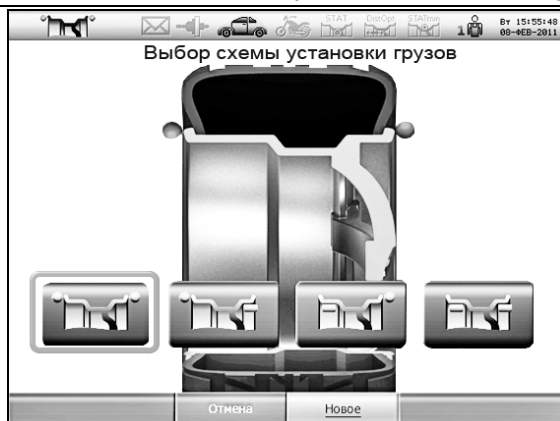 STAT DistOpt STATmin 1 Вт 15:55:48
08-ФЕВ-2011
Выбор схемы установки грузов
Отмена Новое